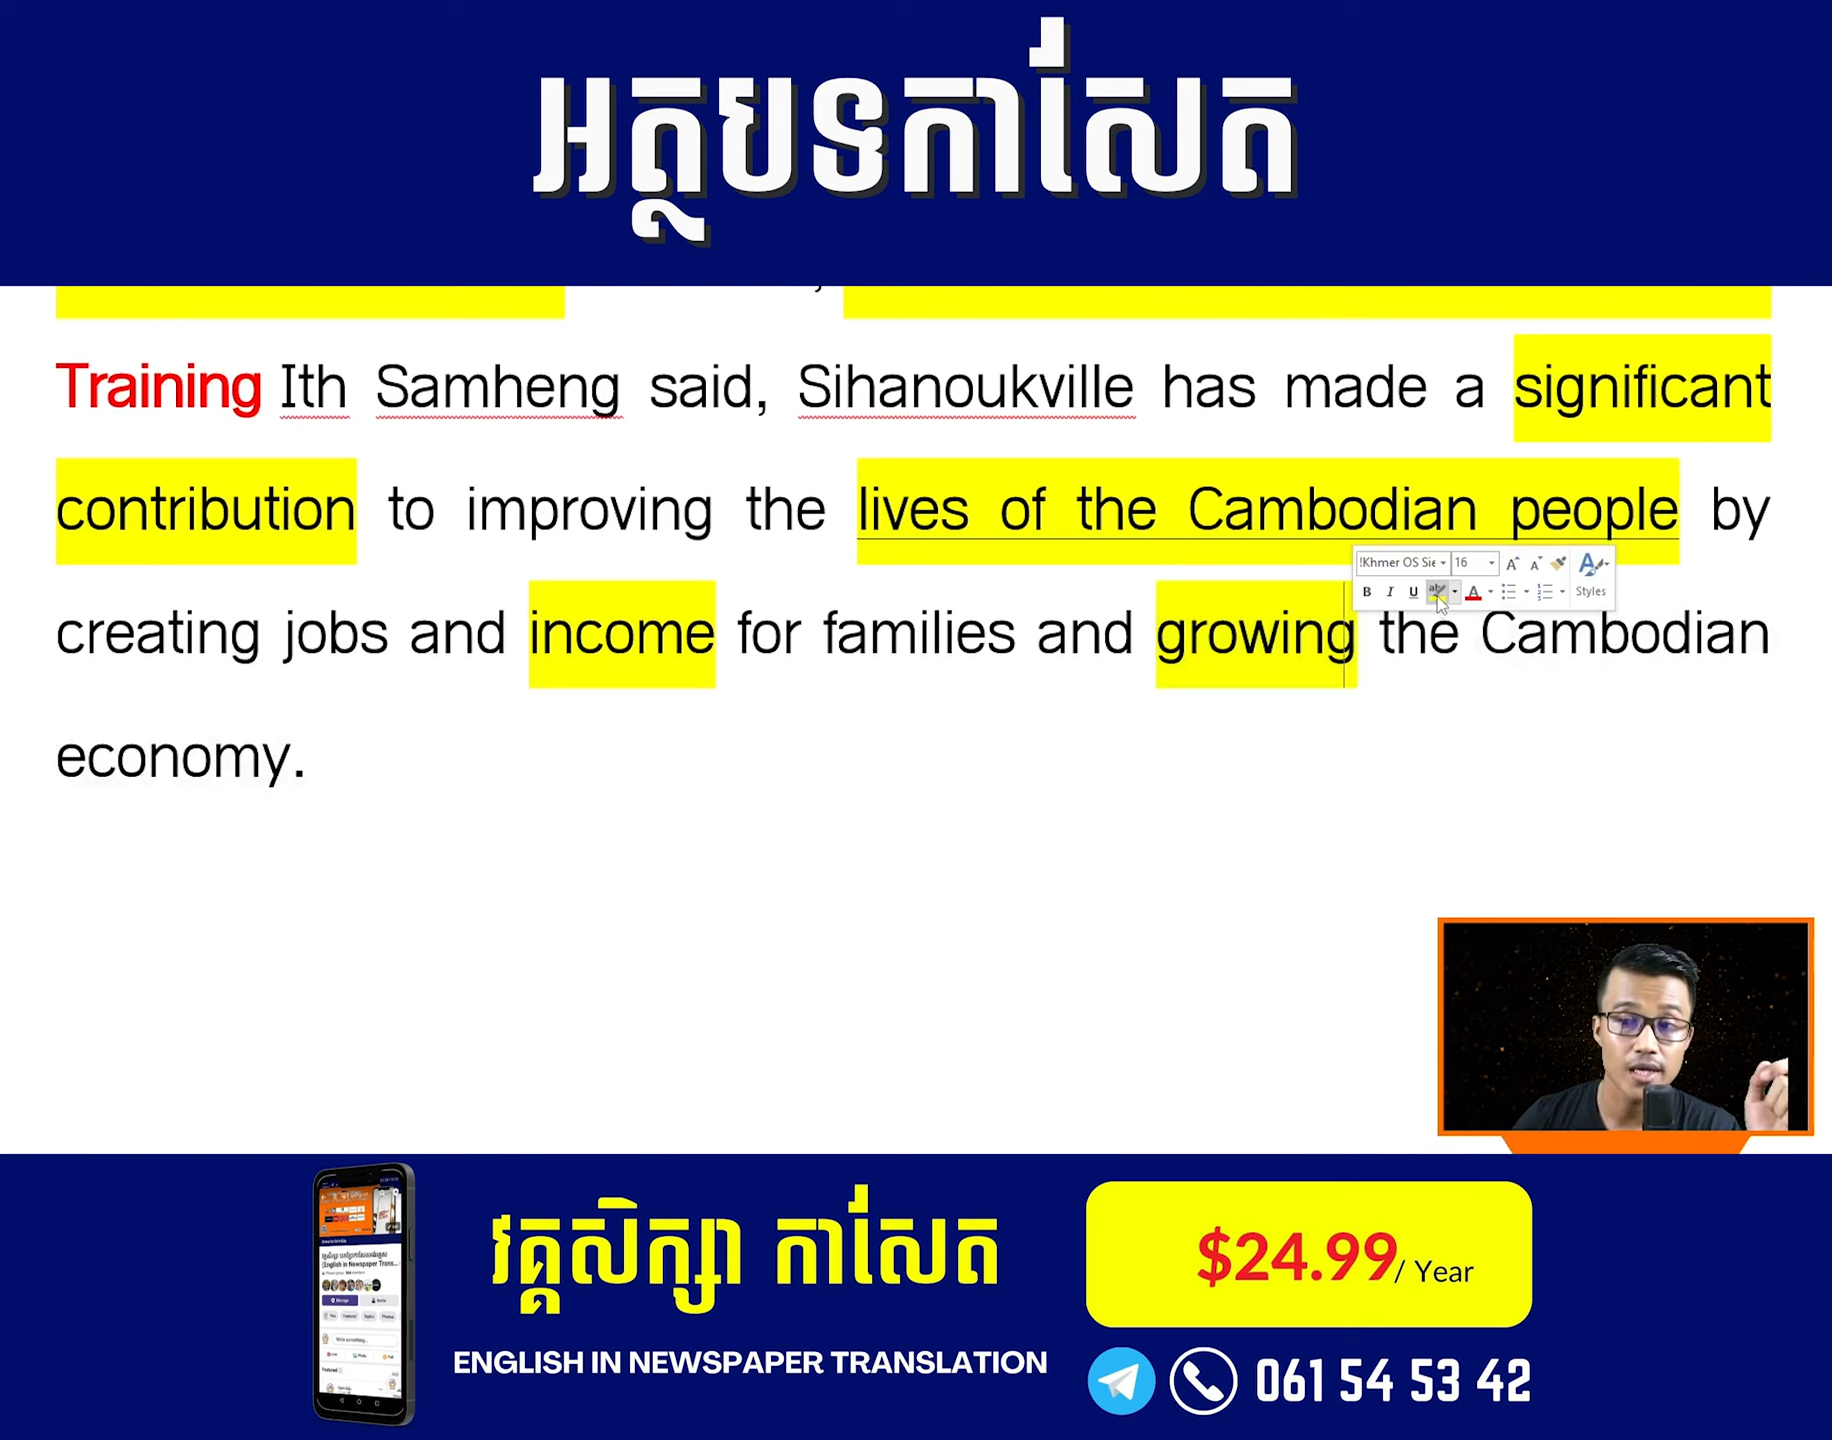 អត្ថបទកាសែត
Training Ith Samheng said, Sihanoukville has made a significant
contribution to improving the lives of the Cambodian people by
!Khmer OS Sie 16
B I U Styles
creating jobs and income for families and growing the Cambodian
economy.
វគ្គសិក្សា កាសែត
ENGLISH IN NEWSPAPER TRANSLATION
$24.99/ Year
061 54 53 42